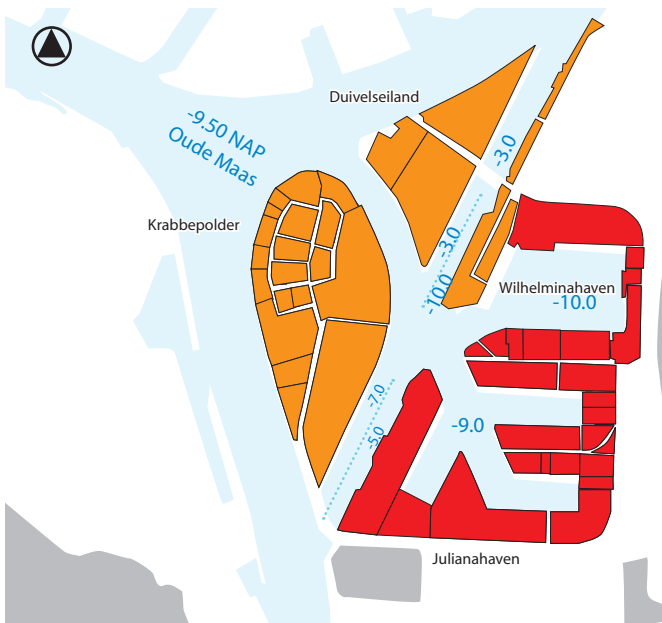 Duivelseiland
-9.50 NAP
Oude Maas
-3.0
Krabbepolder
-3.0
-10.0
Wilhelminahaven
-10.0
-7.0
-5.0
-9.0
Julianahaven